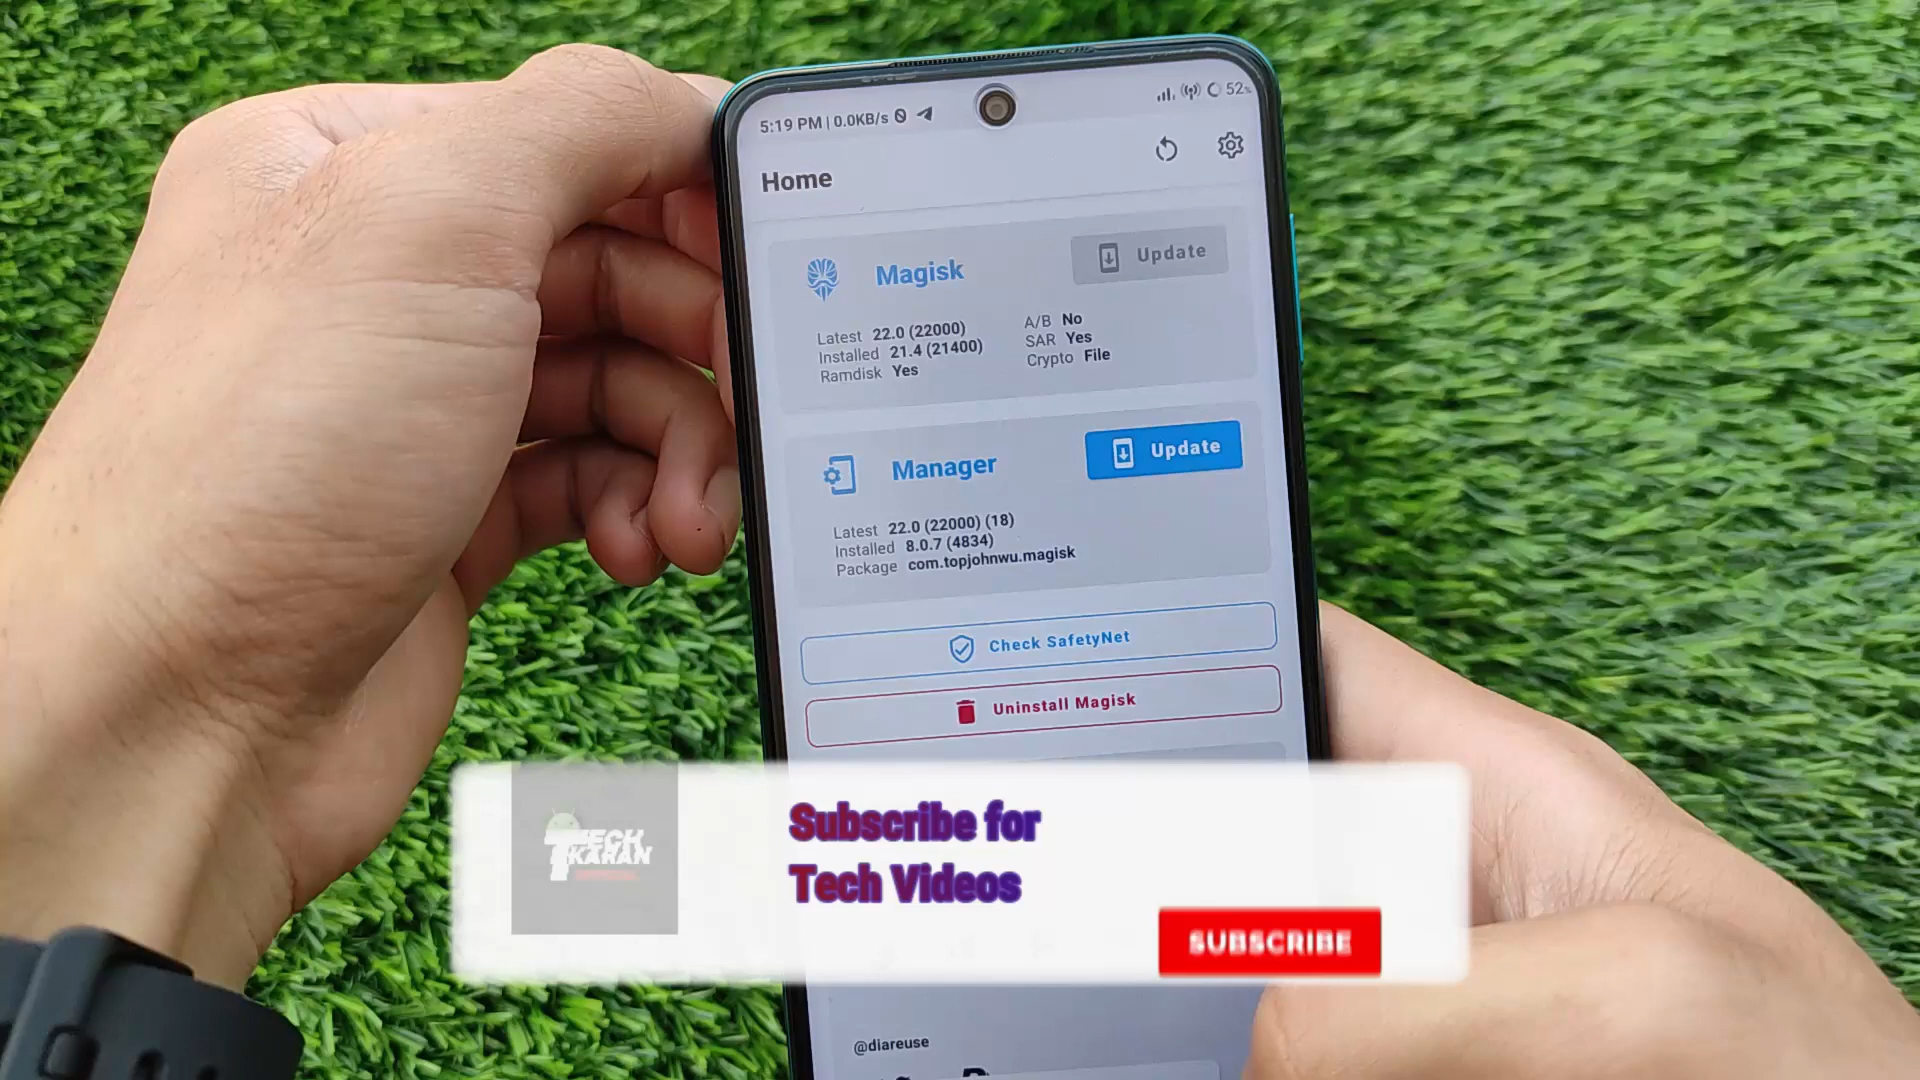 5:19 PM | 0.0KB/s
52%
Home
Magisk
Update
Latest 22.0 (22000)
Installed 21.4 (21400)
Ramdisk Yes
A/B No
SAR Yes
Crypto File
Manager
Update
Latest 22.0 (22000) (18)
Installed 8.0.7 (4834)
Package com.topjohnwu.magisk
Check SafetyNet
Uninstall Magisk
TECH
KARAN
Subscribe for
Tech Videos
SUBSCRIBE
@diareuse